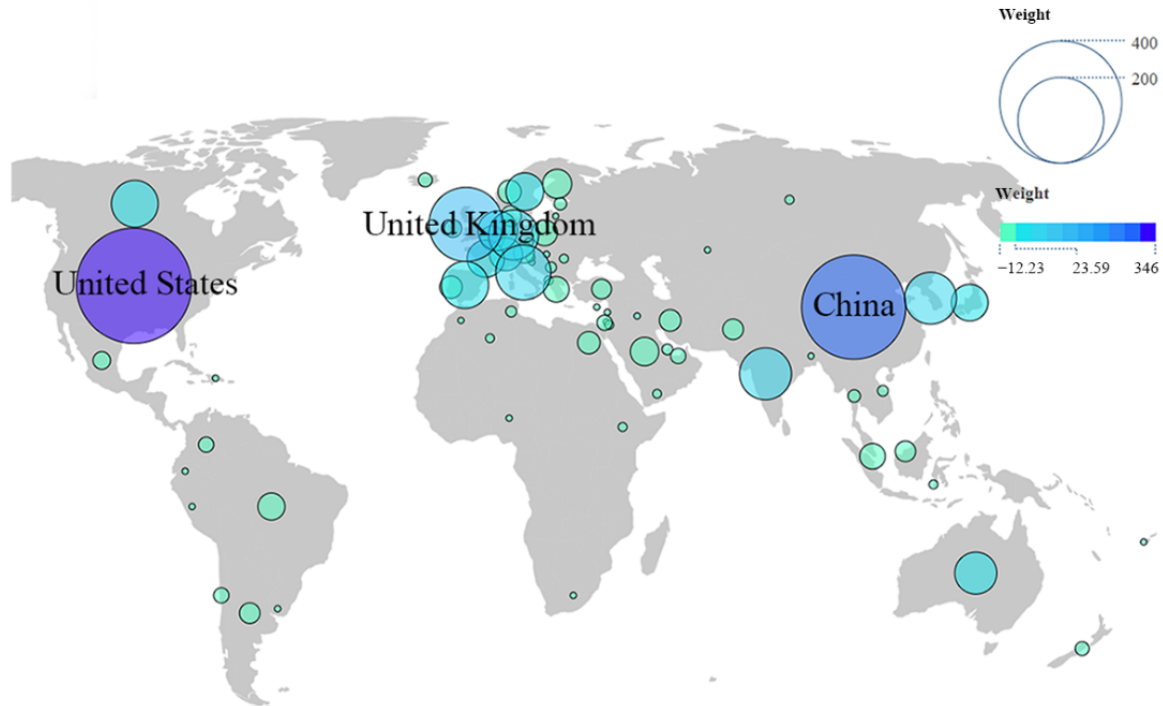 Weight
400
200
Weight
−12.23 23.59 346
United Kingdom
United States
China